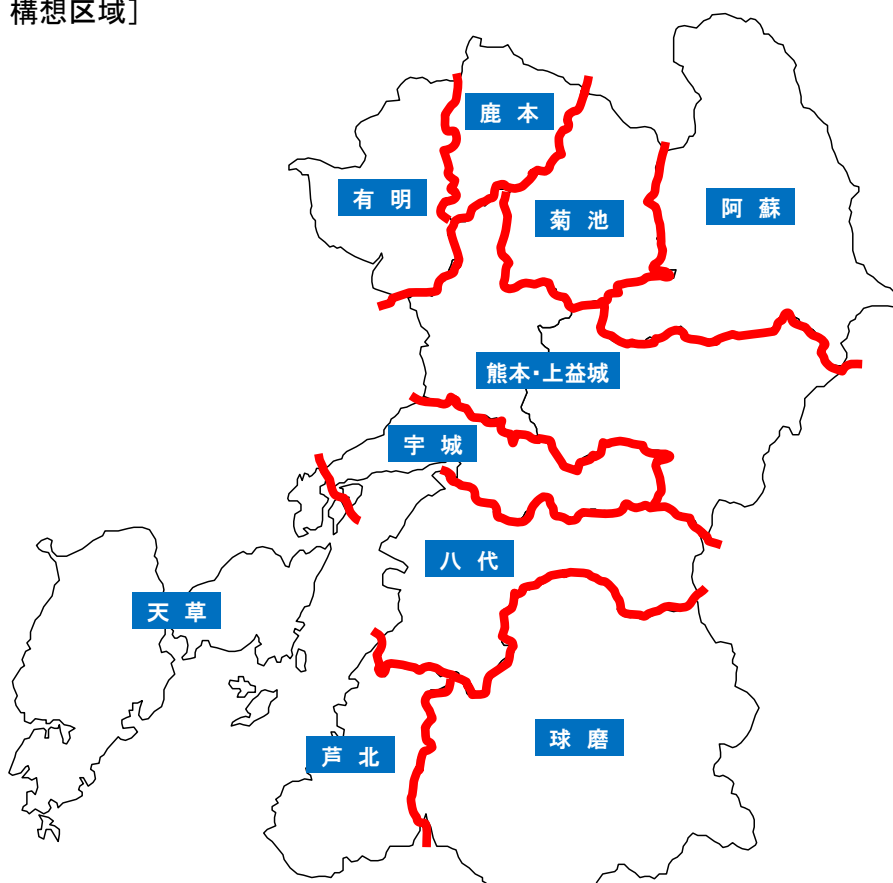 構想区域]
鹿 本
有 明
菊 池
阿 蘇
熊本・上益城
宇 城
八 代
天 草
芦 北
球 磨